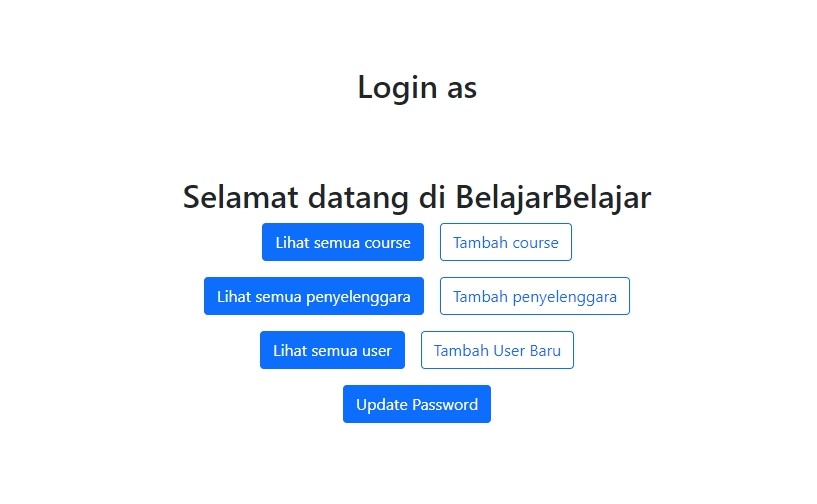 Login as
Selamat datang di BelajarBelajar
Lihat semua course Tambah course
Lihat semua penyelenggara Tambah penyelenggara
Lihat semua user Tambah User Baru
Update Password